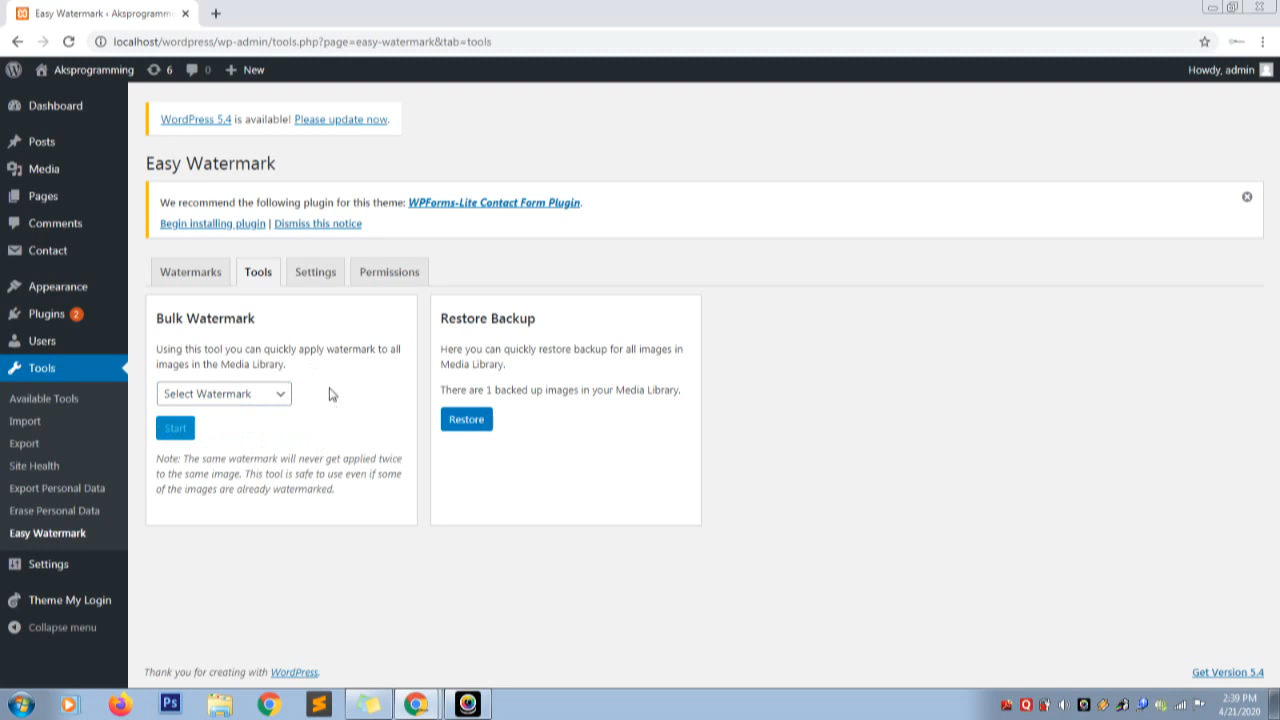 Easy Watermark ‹ Aksprogramm
localhost/wordpress/wp-admin/tools.php?page=easy-watermark&tab=tools
Aksprogramming 6 0 New
Howdy, admin
Dashboard
Posts
Media
Pages
Comments
Contact
Appearance
Plugins 2
Users
Tools
Available Tools
Import
Export
Site Health
Export Personal Data
Erase Personal Data
Easy Watermark
Settings
Theme My Login
Collapse menu
WordPress 5.4 is available! Please update now.
Easy Watermark
We recommend the following plugin for this theme: WPForms-Lite Contact Form Plugin.
Begin installing plugin | Dismiss this notice
Watermarks Tools Settings Permissions
Bulk Watermark
Using this tool you can quickly apply watermark to all
images in the Media Library.
Select Watermark
Start
Note: The same watermark will never get applied twice
to the same image. This tool is safe to use even if some
of the images are already watermarked.
Restore Backup
Here you can quickly restore backup for all images in
Media Library.
There are 1 backed up images in your Media Library.
Restore
Thank you for creating with WordPress.
Get Version 5.4
Ps
2:39 PM
4/21/2020